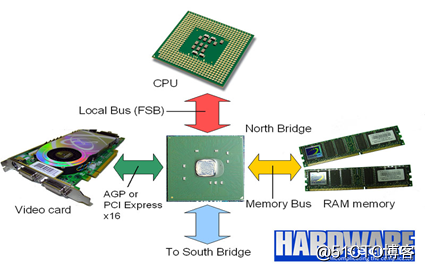 CPU
Local Bus (FSB)
North Bridge
Video card
AGP or
PCI Express
x16
Memory Bus
RAM memory
To South Bridge
HARDWARE
@51CTO博客